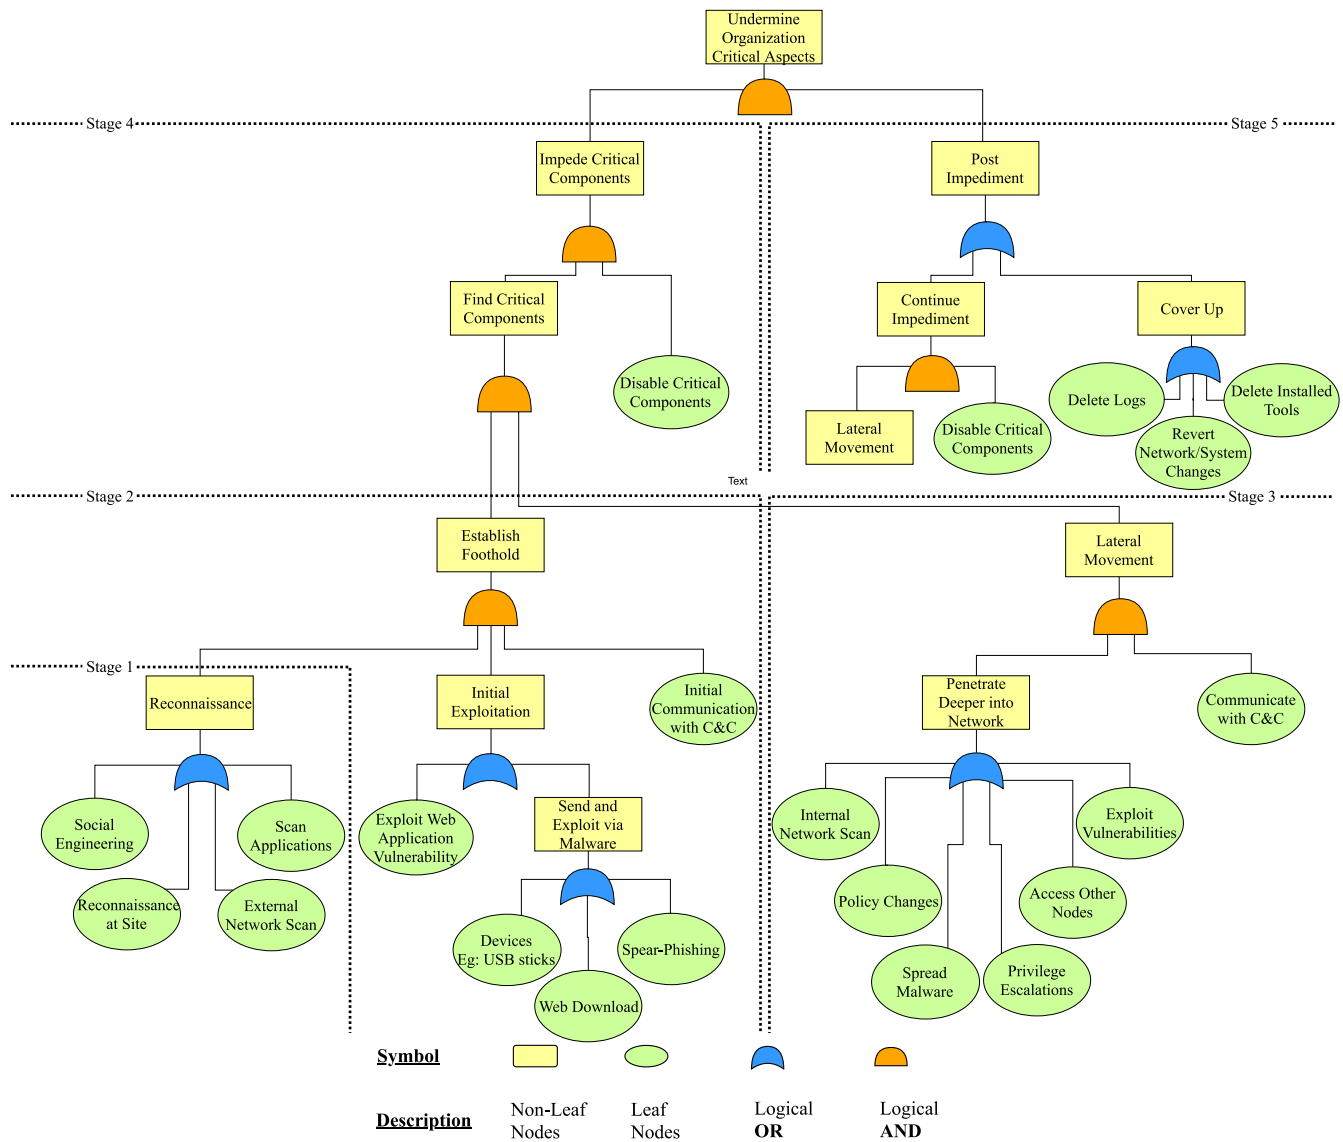 Undermine
Organization
Critical Aspects
Stage 4
Stage 5
Impede Critical
Components
Post
Impediment
Find Critical
Components
Continue
Impediment
Cover Up
Disable Critical
Components
Delete Logs
Delete Installed
Tools
Lateral
Movement
Disable Critical
Components
Revert
Network/System
Changes
Text
Stage 2
Stage 3
Establish
Foothold
Lateral
Movement
Stage 1
Reconnaissance
Initial
Exploitation
Initial
Communication
with C&C
Penetrate
Deeper into
Network
Communicate
with C&C
Social
Engineering
Scan
Applications
Exploit Web
Application
Vulnerability
Send and
Exploit via
Malware
Internal
Network Scan
Exploit
Vulnerabilities
Reconnaissance
at Site
External
Network Scan
Devices
Eg: USB sticks
Spear-Phishing
Web Download
Policy Changes
Access Other
Nodes
Spread
Malware
Privilege
Escalations
Symbol
Description
Non-Leaf
Nodes
Leaf
Nodes
Logical
OR
Logical
AND